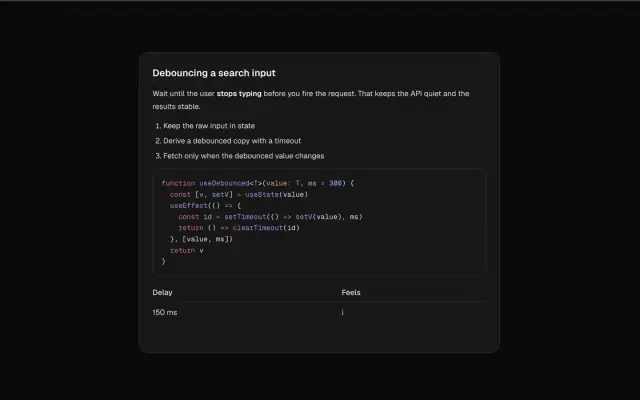 Debouncing a search input
Wait until the user stops typing before you fire the request. That keeps the API quiet and the
results stable.
1. Keep the raw input in state
2. Derive a debounced copy with a timeout
3. Fetch only when the debounced value changes
function useDebounced<T>(value: T, ms = 300) {
  const [v, setV] = useState(value)
  useEffect(() => {
    const id = setTimeout(() => setV(value), ms)
    return () => clearTimeout(id)
  }, [value, ms])
  return v
}
Delay Feels
150 ms i